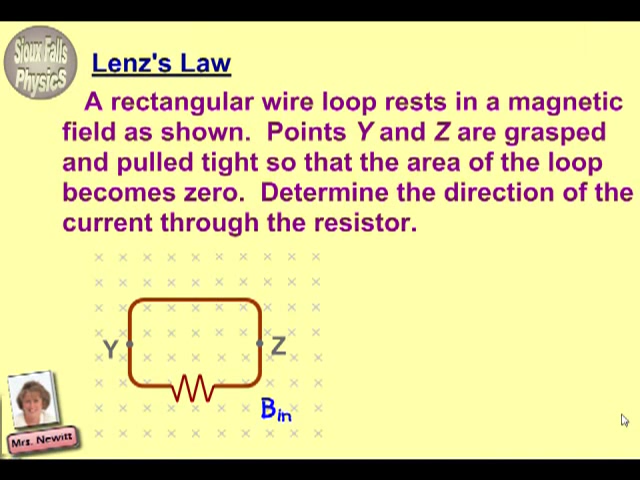 Sioux Falls
Physics
Lenz's Law
A rectangular wire loop rests in a magnetic
field as shown. Points Y and Z are grasped
and pulled tight so that the area of the loop
becomes zero. Determine the direction of the
current through the resistor.
Y
Z
Bin
Mrs. Newitt